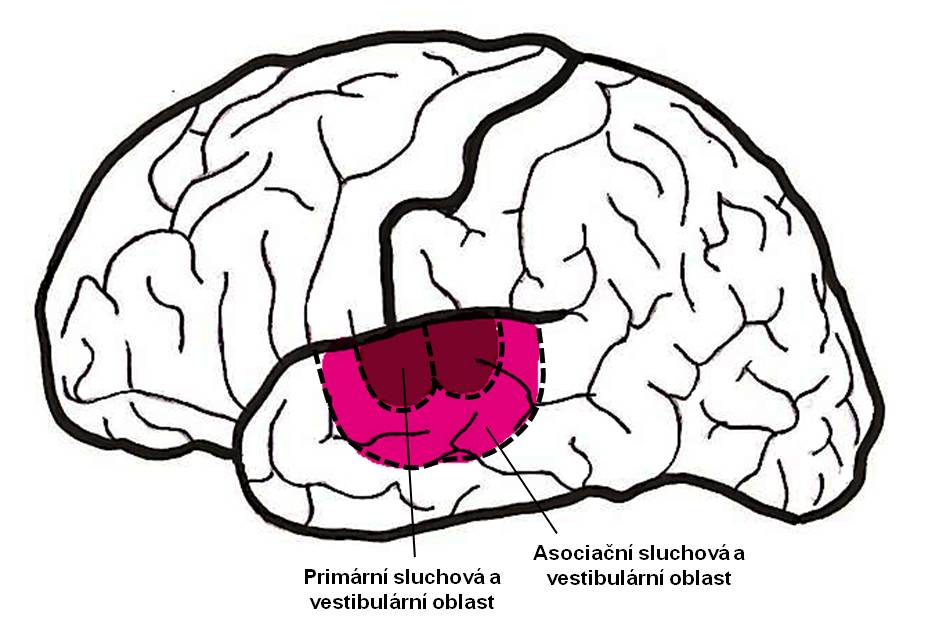 Primární sluchová a
vestibulární oblast
Asociační sluchová a
vestibulární oblast